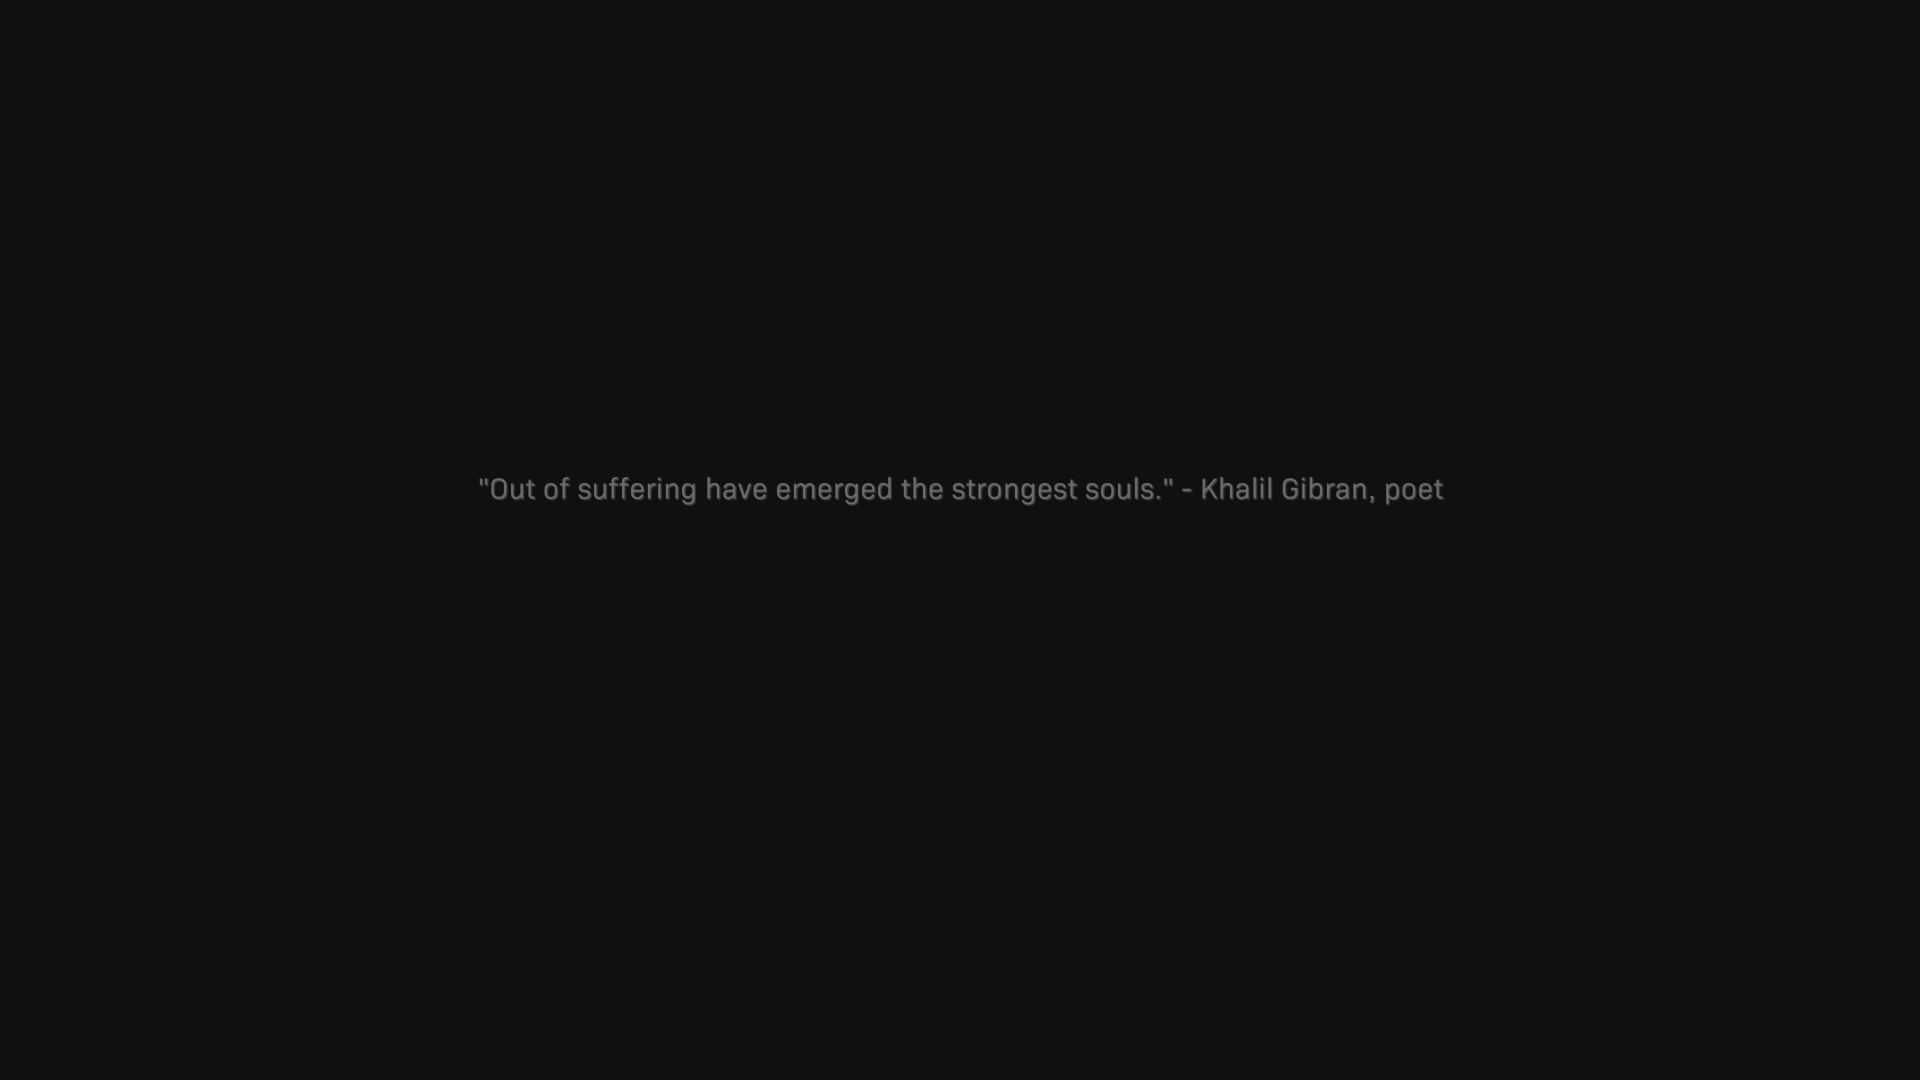 "Out of suffering have emerged the strongest souls." - Khalil Gibran, poet